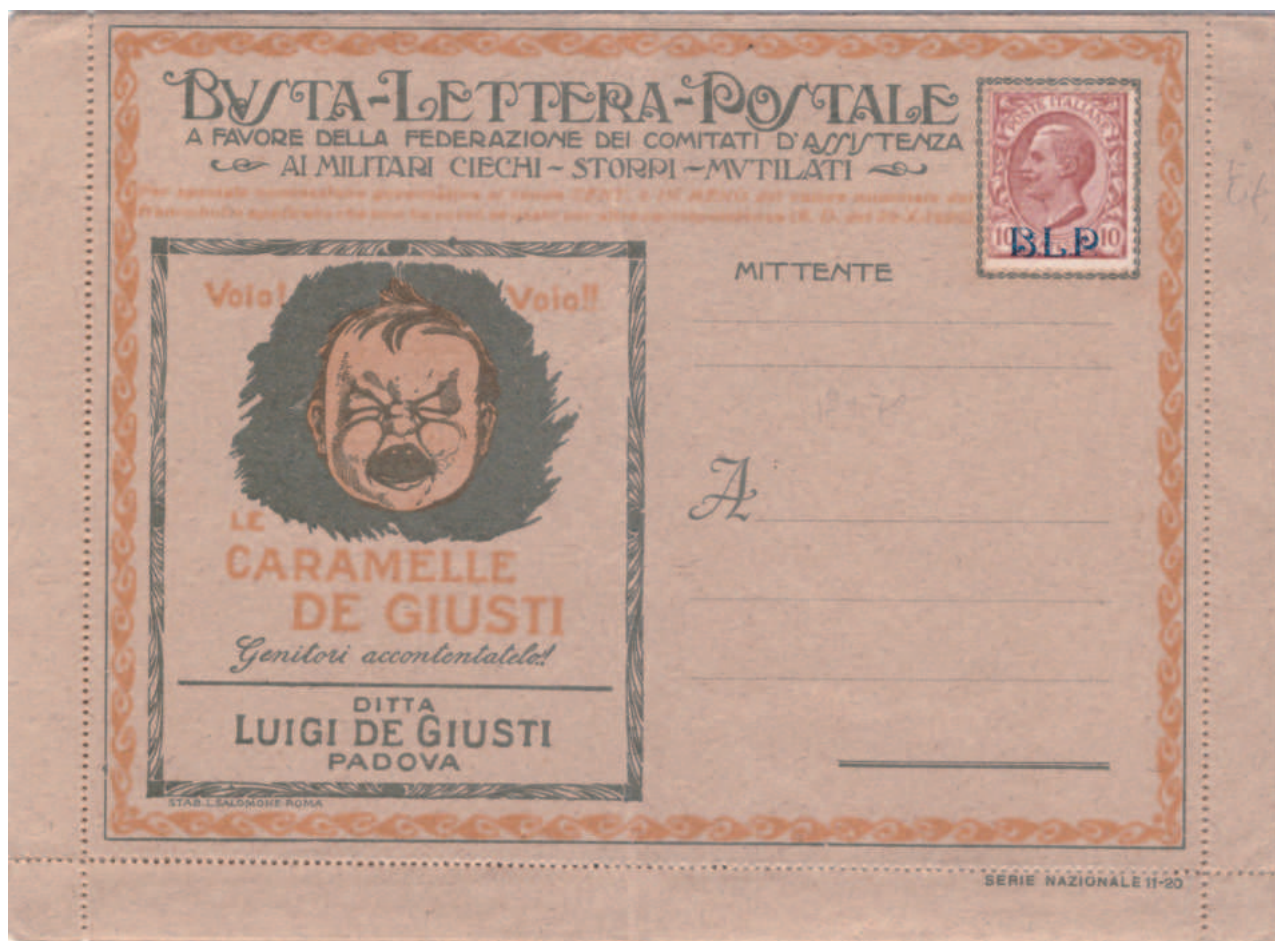 BUSTA-LETTERA-POSTALE
A FAVORE DELLA FEDERAZIONE DEI COMITATI D'ASSISTENZA
AI MILITARI CIECHI - STORPI - MVTILATI
POSTE ITALIANE
10 B.L.P 10
MITTENTE
Voio! Voio!!
LE
CARAMELLE
DE GIUSTI
Genitori accontentatelo!!
DITTA
LUIGI DE GIUSTI
PADOVA
A
STAB. L. SALOMONE-ROMA
SERIE NAZIONALE 11-20